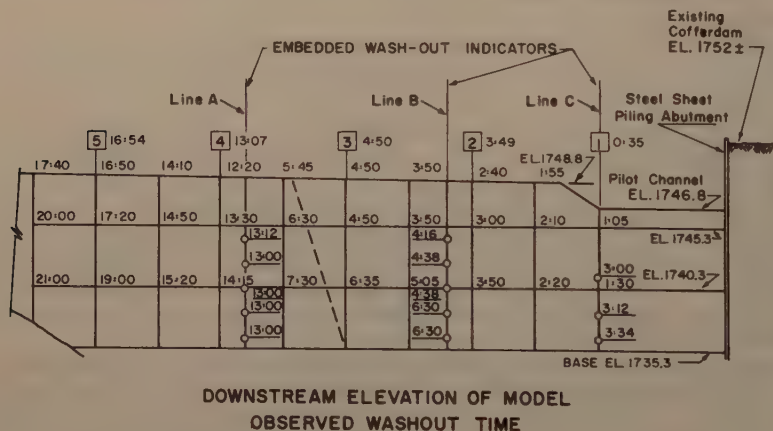 Existing
Cofferdam
EL. 1752±
EMBEDDED WASH-OUT INDICATORS
Line A
Line B
Line C
Steel Sheet
Piling Abutment
5 16:54
4 13:07
3 4:50
2 3:49
1 0:35
EL.1748.8
17:40 16:50 14:10 12:20 5:45 4:50 3:50 2:40 1:55
Pilot Channel
EL.1746.8
20:00 17:20 14:50 13:30 6:30 4:50 3:50 3:00 2:10 1:05
13:12 4:16
EL.1745.3
13:00 4:38
3:00 EL.1740.3
21:00 19:00 15:20 14:15 7:30 6:35 5:05 3:50 2:20 1:30
13:00 4:38
13:00 6:30 3:12
13:00 6:30 3:34
BASE EL.1735.3
DOWNSTREAM ELEVATION OF MODEL
OBSERVED WASHOUT TIME